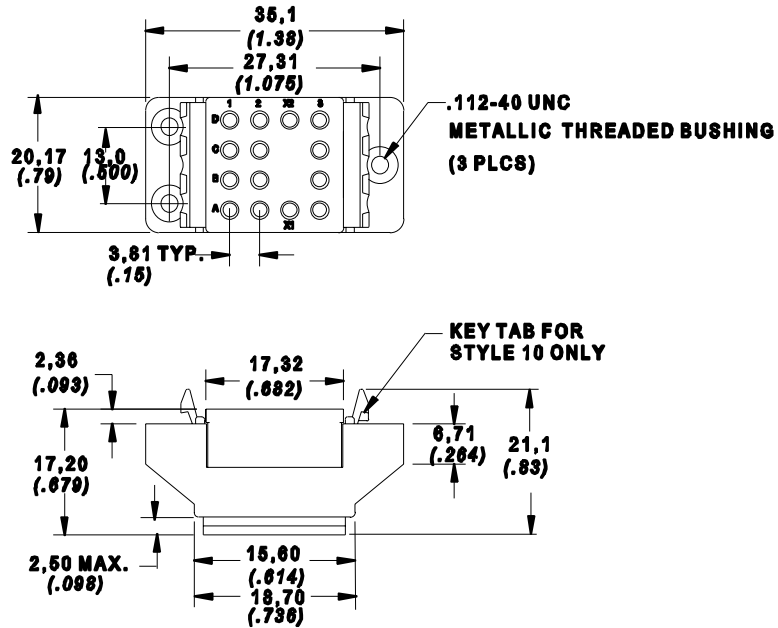 35,1
(1.38)
27,31
(1.075)
.112-40 UNC
METALLIC THREADED BUSHING
(3 PLCS)
1 2 X2 3
D
C
B
A
X1
20,17
(.79)
13,0
(.500)
3,81 TYP.
(.15)
KEY TAB FOR
STYLE 10 ONLY
2,36
(.093)
17,32
(.682)
6,71
(.264)
21,1
(.83)
17,20
(.679)
2,50 MAX.
(.098)
15,60
(.614)
18,70
(.736)